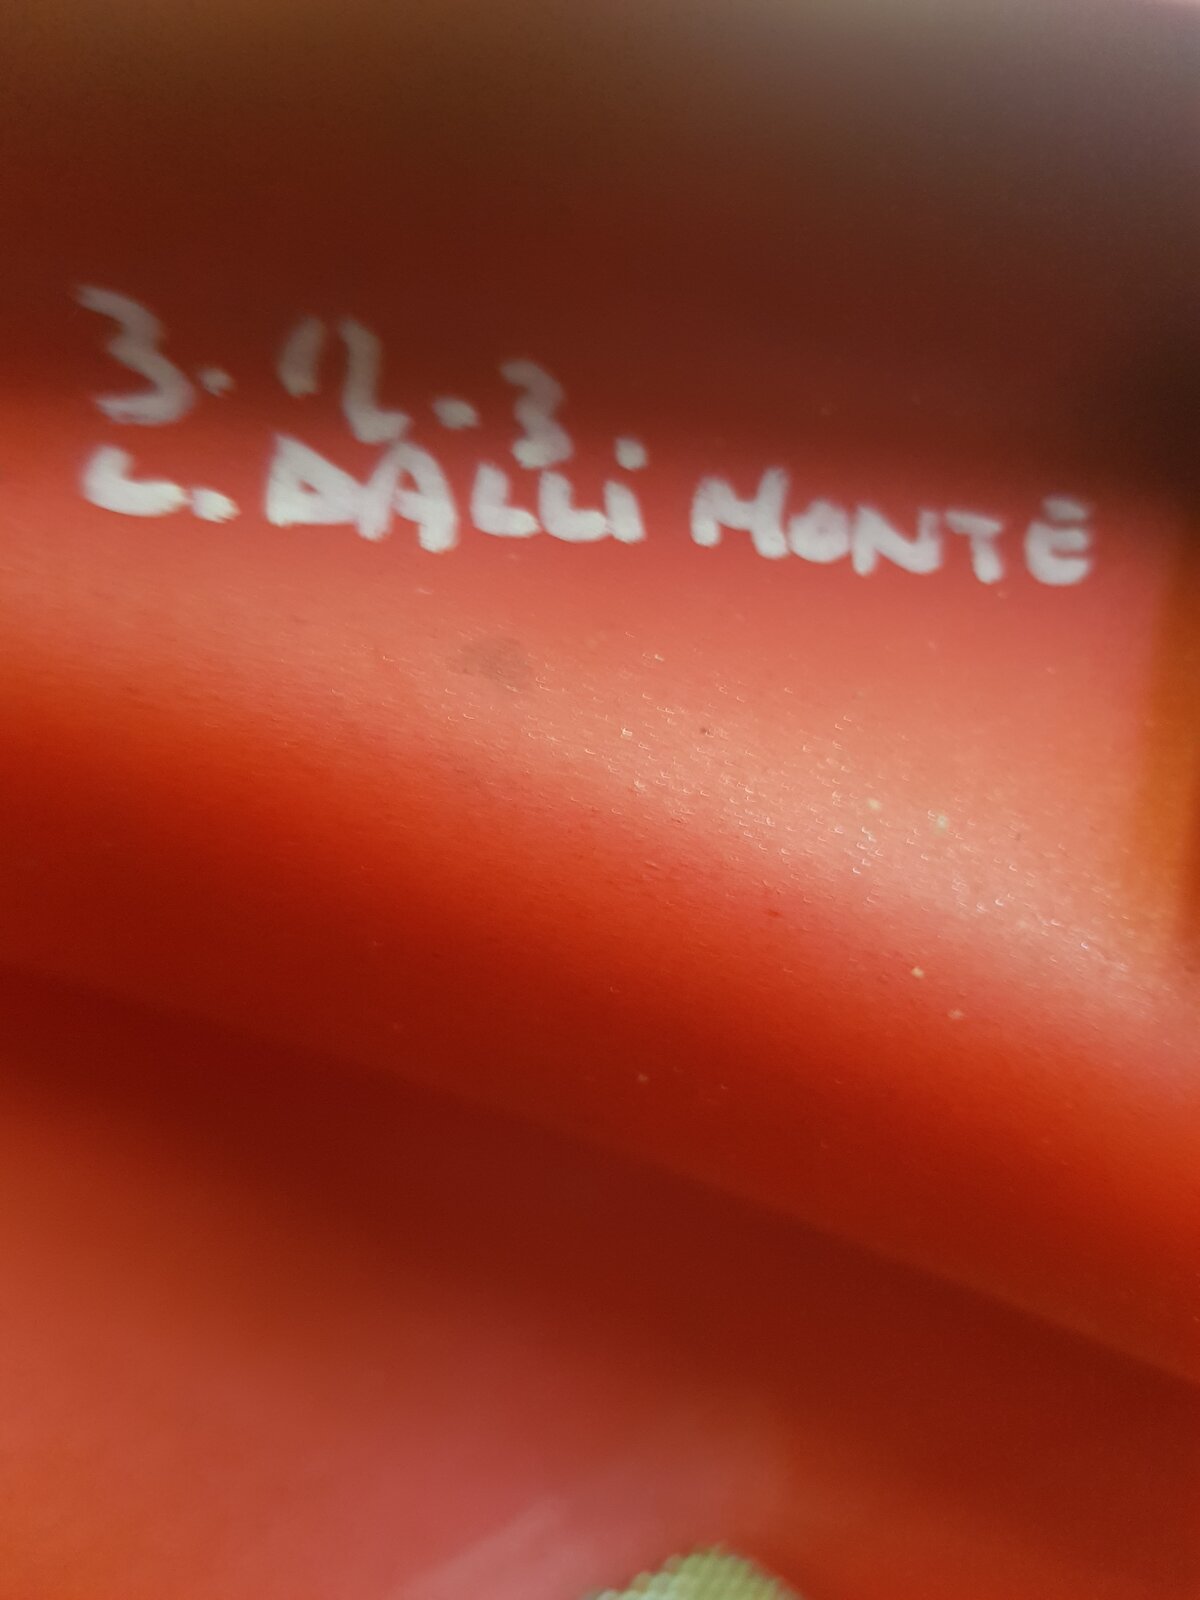 3.12.3.
L. DALLI MONTE